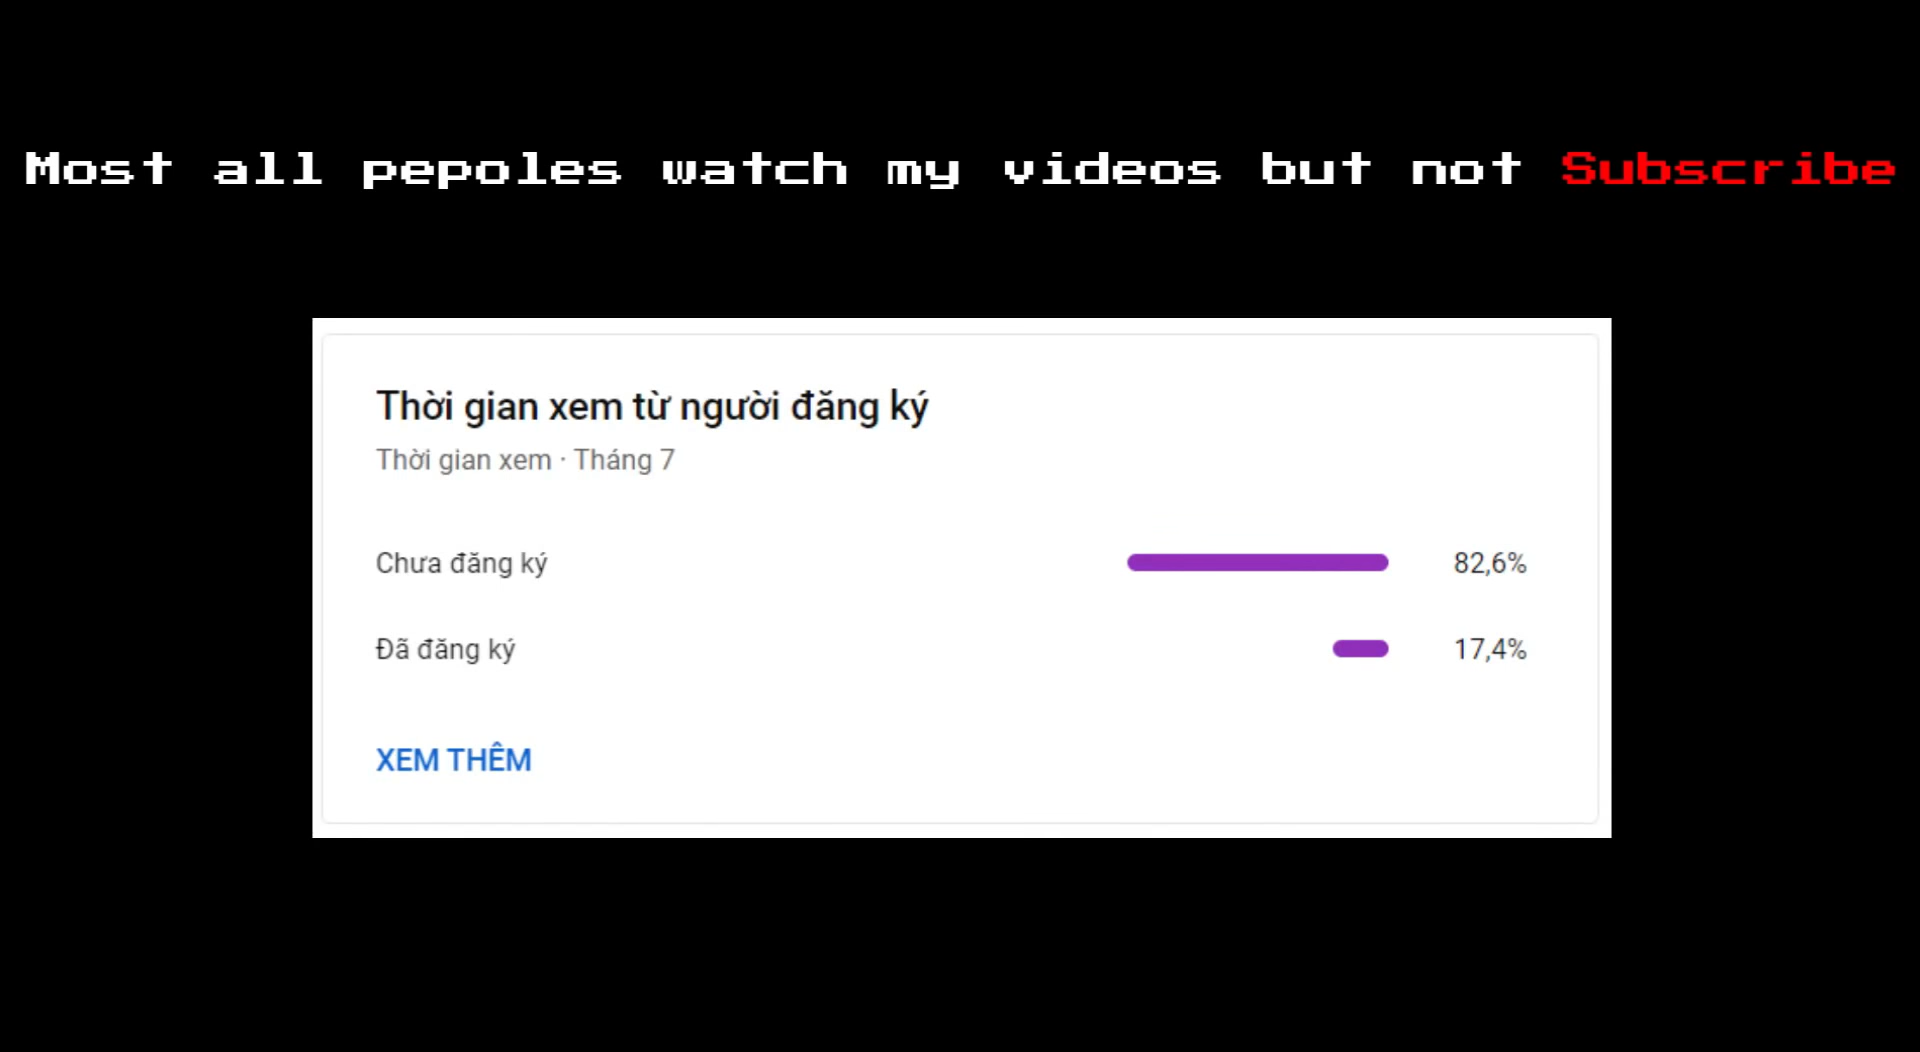 Most all pepoles watch my videos but not Subscribe
Thời gian xem từ người đăng ký
Thời gian xem · Tháng 7
Chưa đăng ký 82,6%
Đã đăng ký 17,4%
XEM THÊM